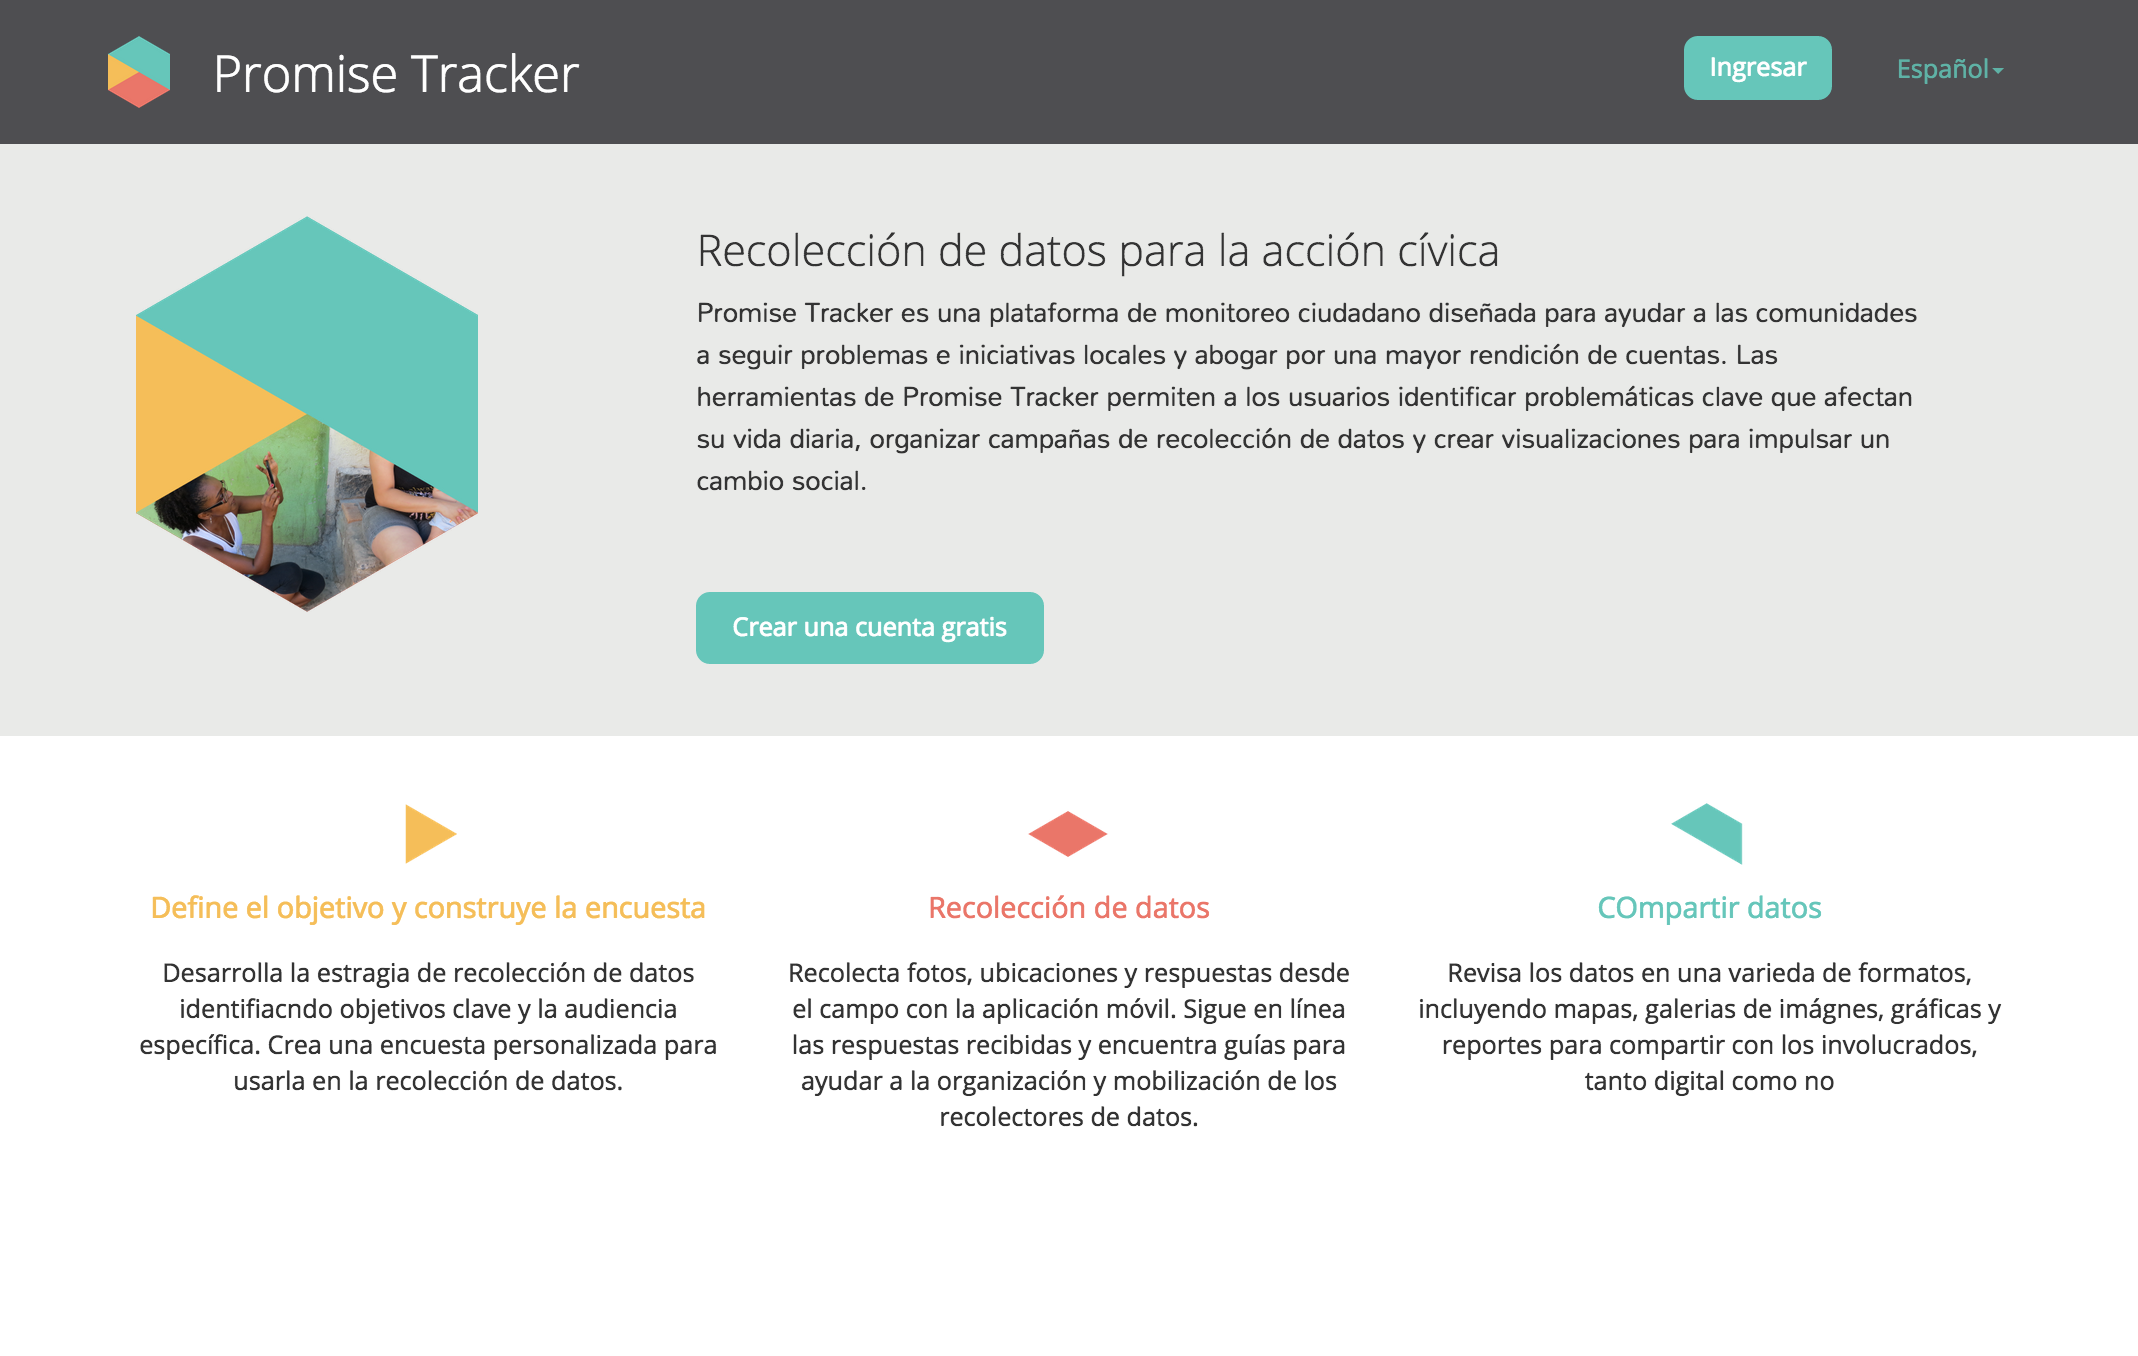 Promise Tracker
Ingresar
Español
Recolección de datos para la acción cívica
Promise Tracker es una plataforma de monitoreo ciudadano diseñada para ayudar a las comunidades
a seguir problemas e iniciativas locales y abogar por una mayor rendición de cuentas. Las
herramientas de Promise Tracker permiten a los usuarios identificar problemáticas clave que afectan
su vida diaria, organizar campañas de recolección de datos y crear visualizaciones para impulsar un
cambio social.
Crear una cuenta gratis
Define el objetivo y construye la encuesta
Desarrolla la estragia de recolección de datos
identifiacndo objetivos clave y la audiencia
específica. Crea una encuesta personalizada para
usarla en la recolección de datos.
Recolección de datos
Recolecta fotos, ubicaciones y respuestas desde
el campo con la aplicación móvil. Sigue en línea
las respuestas recibidas y encuentra guías para
ayudar a la organización y mobilización de los
recolectores de datos.
COmpartir datos
Revisa los datos en una varieda de formatos,
incluyendo mapas, galerias de imágnes, gráficas y
reportes para compartir con los involucrados,
tanto digital como no